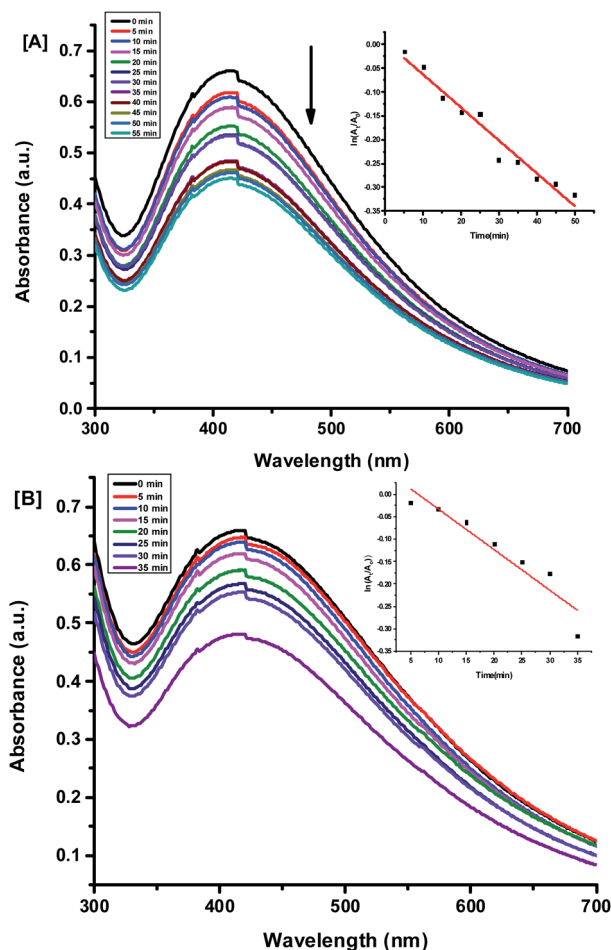 [A]
0 min
5 min
10 min
15 min
20 min
25 min
30 min
35 min
40 min
45 min
50 min
55 min
Absorbance (a.u.)
0.7
0.6
0.5
0.4
0.3
0.2
0.1
0.0
300 400 500 600 700
Wavelength (nm)
ln(At/A0)
0.00
-0.05
-0.10
-0.15
-0.20
-0.25
-0.30
-0.35
0 10 20 30 40 50 60
Time(min)
[B]
0 min
5 min
10 min
15 min
20 min
25 min
30 min
35 min
Absorbance (a.u.)
0.7
0.6
0.5
0.4
0.3
0.2
0.1
300 400 500 600 700
Wavelength (nm)
ln(At/A0))
0.00
-0.05
-0.10
-0.15
-0.20
-0.25
-0.30
-0.35
5 10 15 20 25 30 35
Time(min)